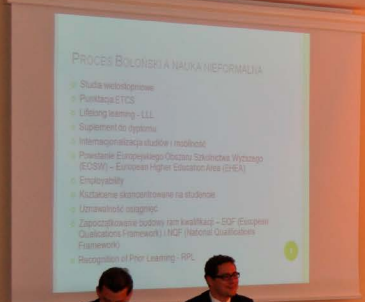 PROCES BOLOŃSKI A NAUKA NIEFORMALNA
Studia wielostopniowe
Punktacja ETCS
Lifelong learning - LLL
Suplement do dyplomu
Internacjonalizacja studiów i mobilność
Powstanie Europejskiego Obszaru Szkolnictwa Wyższego
(EOSW) – European Higher Education Area (EHEA)
Employability
Kształcenie skoncentrowane na studencie
Uznawalność osiągnięć
Zapoczątkowanie budowy ram kwalifikacji – EQF (European
Qualifications Framework) i NQF (National Qualifications
Framework)
Recognition of Prior Learning - RPL